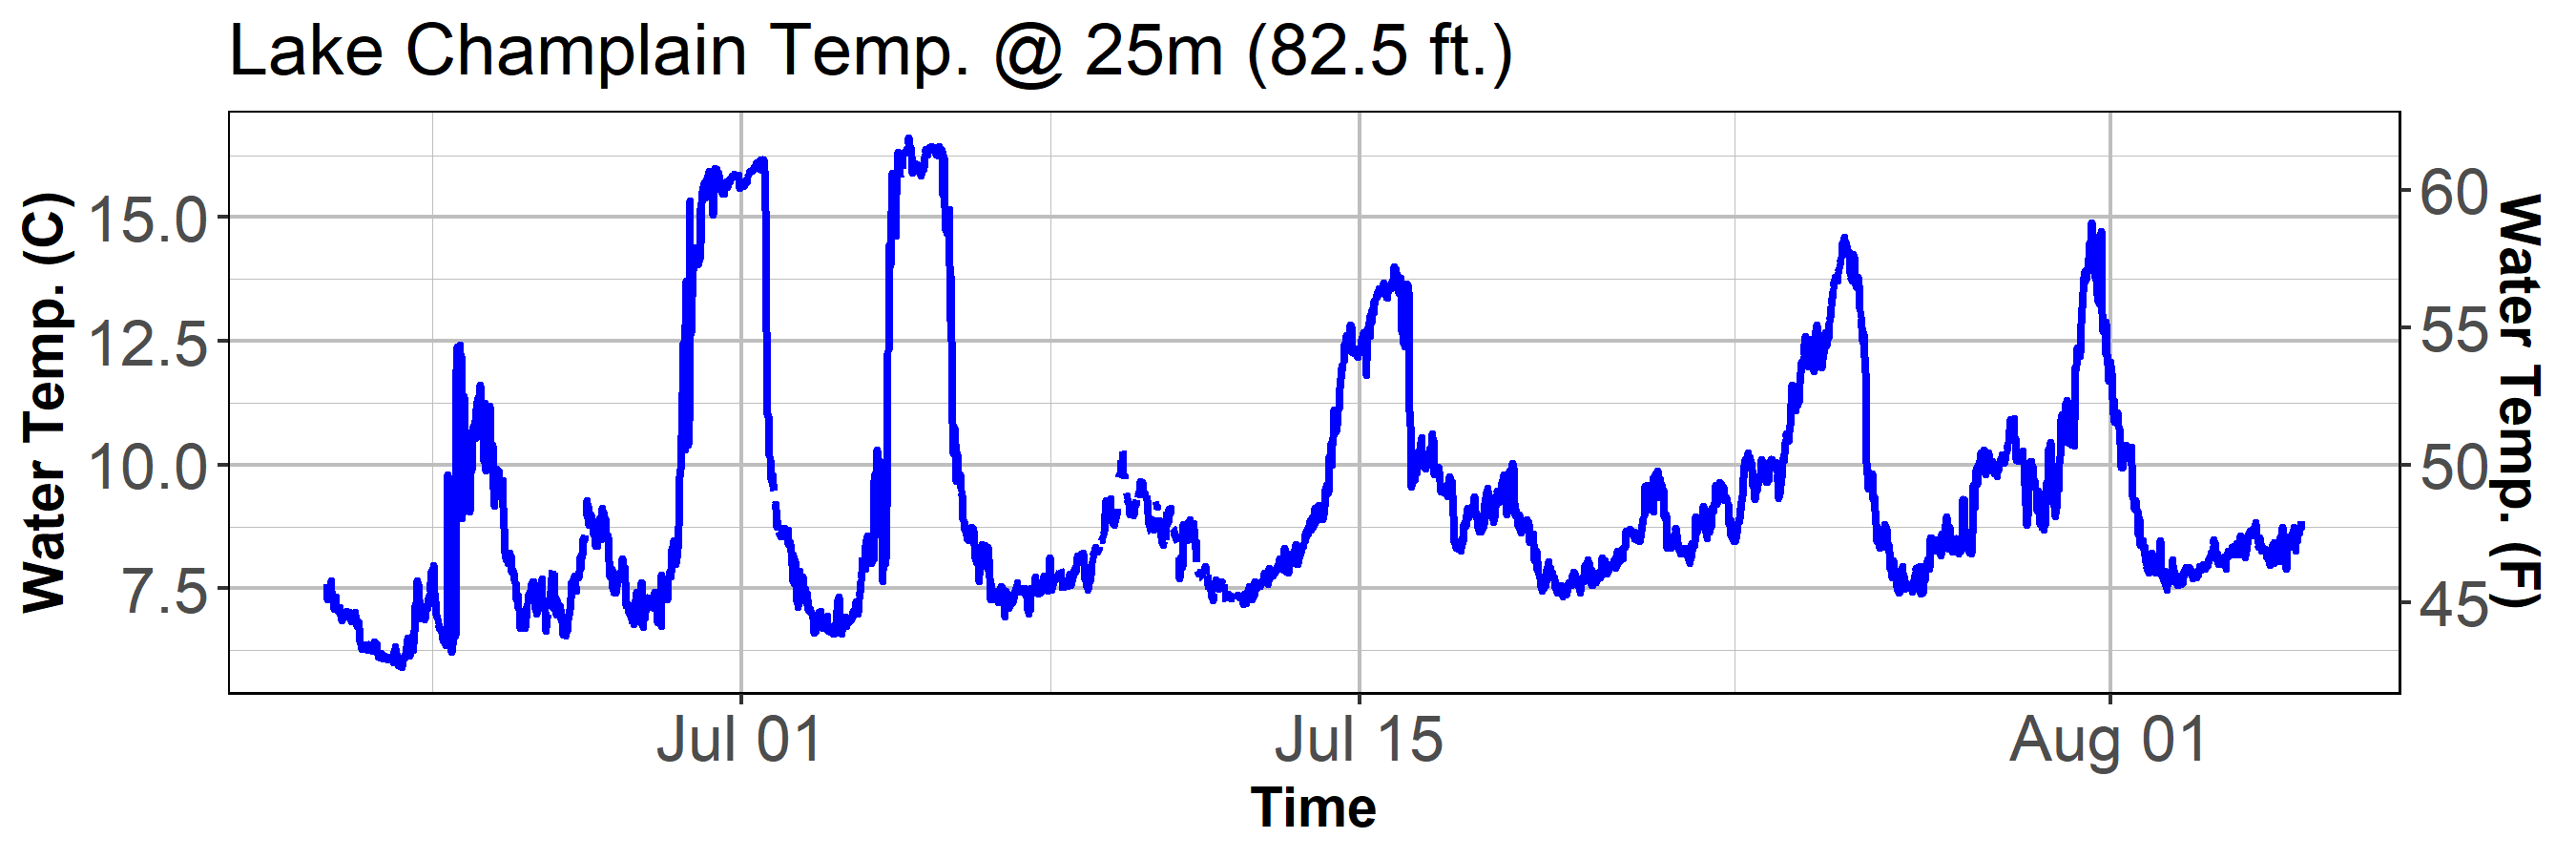 Lake Champlain Temp. @ 25m (82.5 ft.)
Water Temp. (C)
15.0
12.5
10.0
7.5
60
55
50
45
Water Temp. (F)
Jul 01
Jul 15
Aug 01
Time